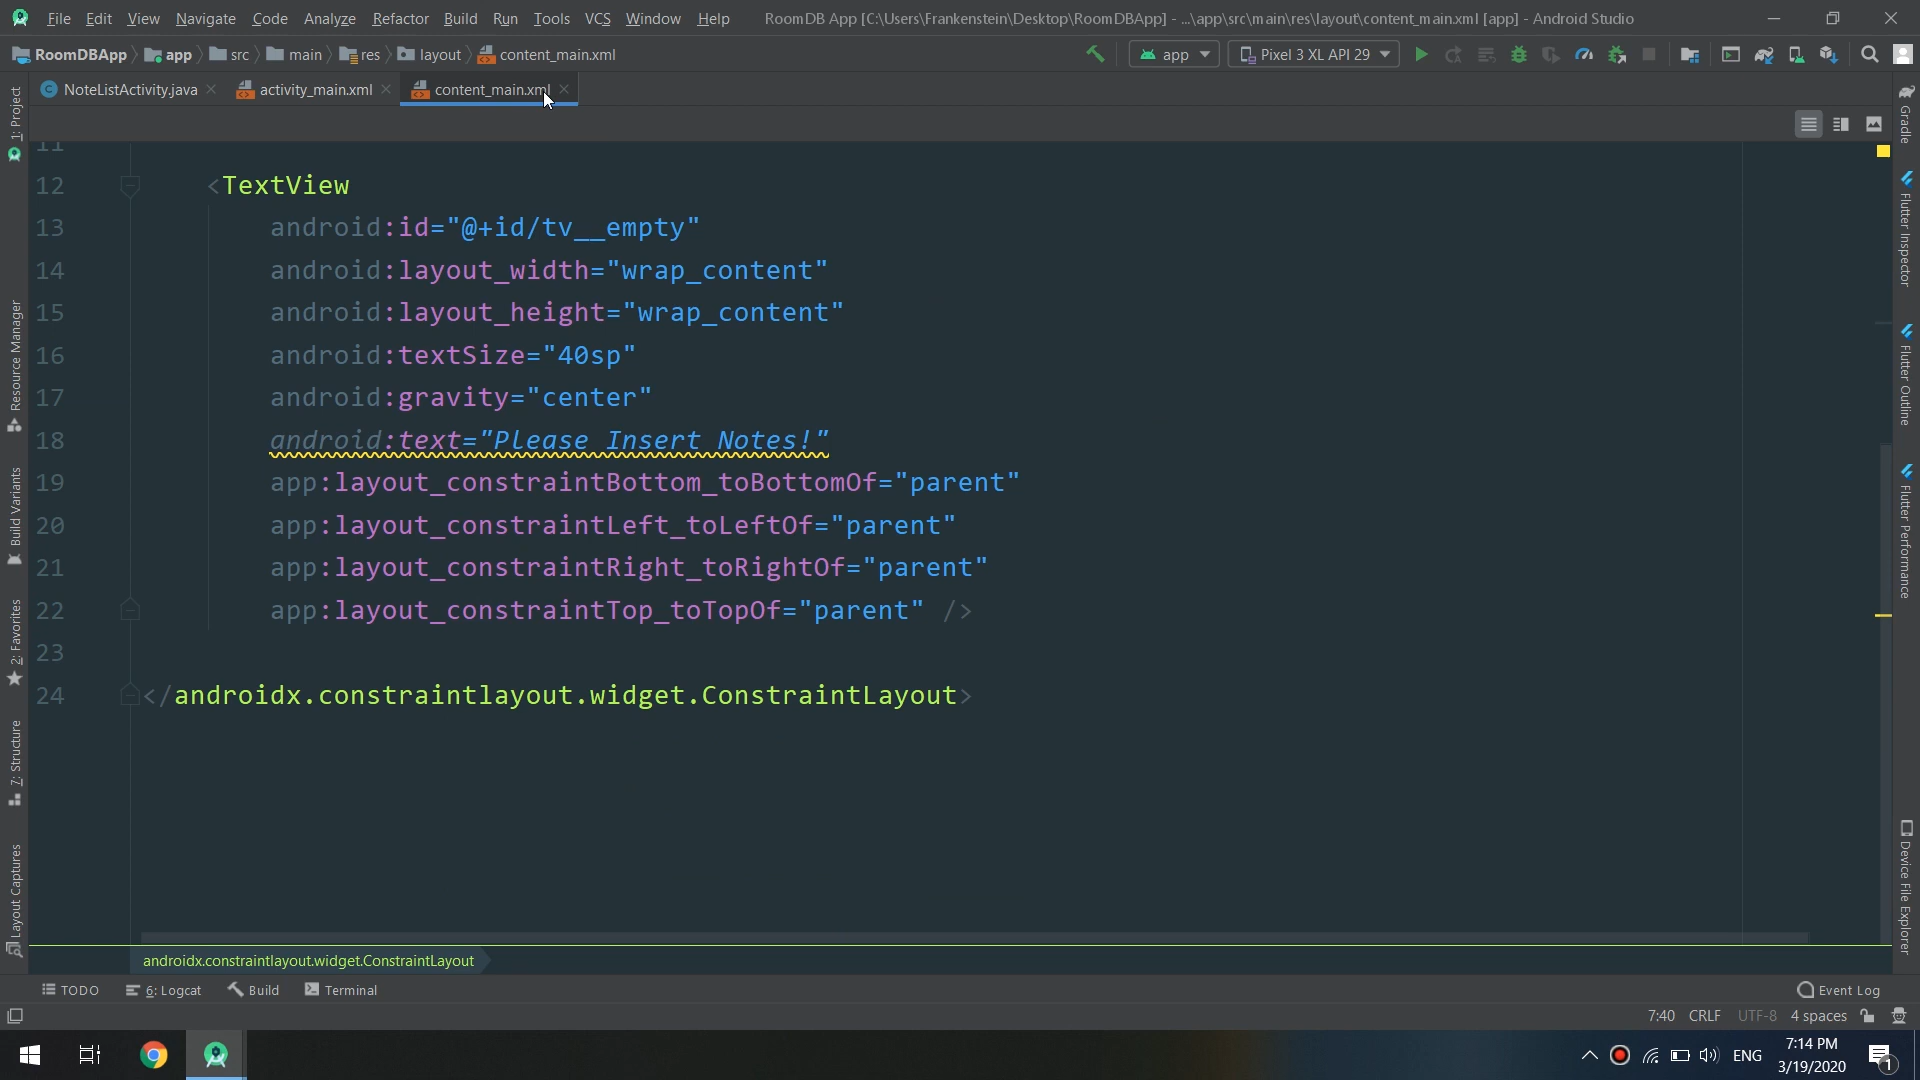 File Edit View Navigate Code Analyze Refactor Build Run Tools VCS Window Help RoomDB App [C:\Users\Frankenstein\Desktop\RoomDBApp] - ...\app\src\main\res\layout\content_main.xml [app] - Android Studio
RoomDBApp app src main res layout content_main.xml app Pixel 3 XL API 29
NoteListActivity.java activity_main.xml content_main.xml
11
12 <TextView
13 android:id="@+id/tv__empty"
14 android:layout_width="wrap_content"
15 android:layout_height="wrap_content"
16 android:textSize="40sp"
17 android:gravity="center"
18 android:text="Please Insert Notes!"
19 app:layout_constraintBottom_toBottomOf="parent"
20 app:layout_constraintLeft_toLeftOf="parent"
21 app:layout_constraintRight_toRightOf="parent"
22 app:layout_constraintTop_toTopOf="parent" />
23
24 </androidx.constraintlayout.widget.ConstraintLayout>
androidx.constraintlayout.widget.ConstraintLayout
1: Project
Resource Manager
Build Variants
2: Favorites
7: Structure
Layout Captures
Gradle
Flutter Inspector
Flutter Outline
Flutter Performance
Device File Explorer
TODO 6: Logcat Build Terminal Event Log
7:40 CRLF UTF-8 4 spaces
ENG 7:14 PM
3/19/2020 1